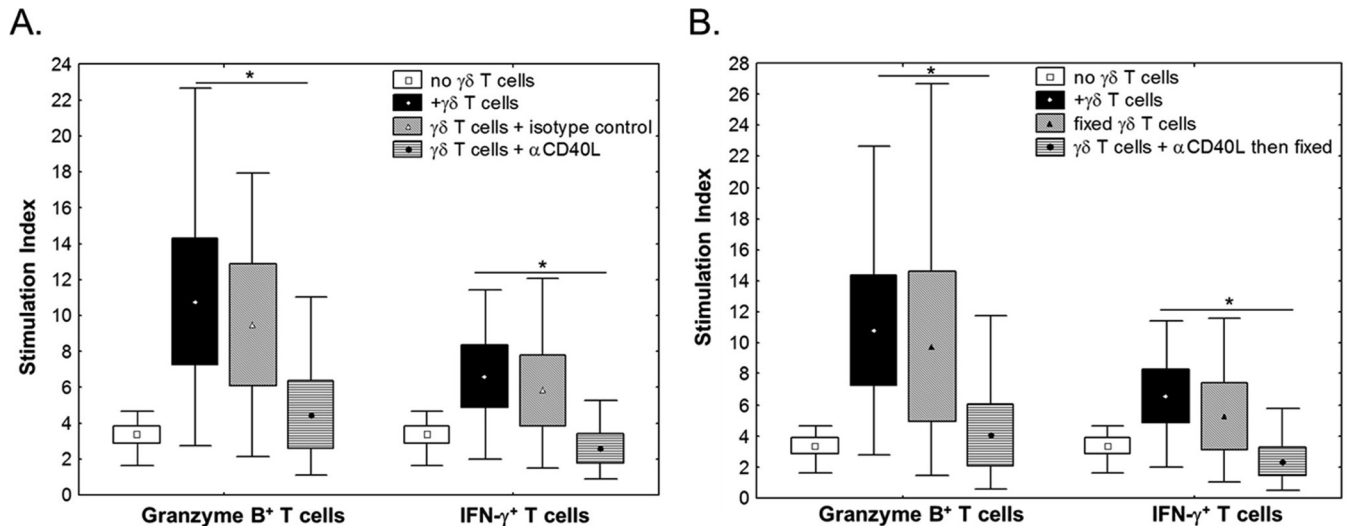 A.
24
22
20
18
16
14
12
10
8
6
4
2
0
Stimulation Index
*
*
no γδ T cells
+γδ T cells
γδ T cells + isotype control
γδ T cells + αCD40L
Granzyme B⁺ T cells
IFN-γ⁺ T cells
B.
28
26
24
22
20
18
16
14
12
10
8
6
4
2
0
Stimulation Index
*
*
no γδ T cells
+γδ T cells
fixed γδ T cells
γδ T cells + αCD40L then fixed
Granzyme B⁺ T cells
IFN-γ⁺ T cells